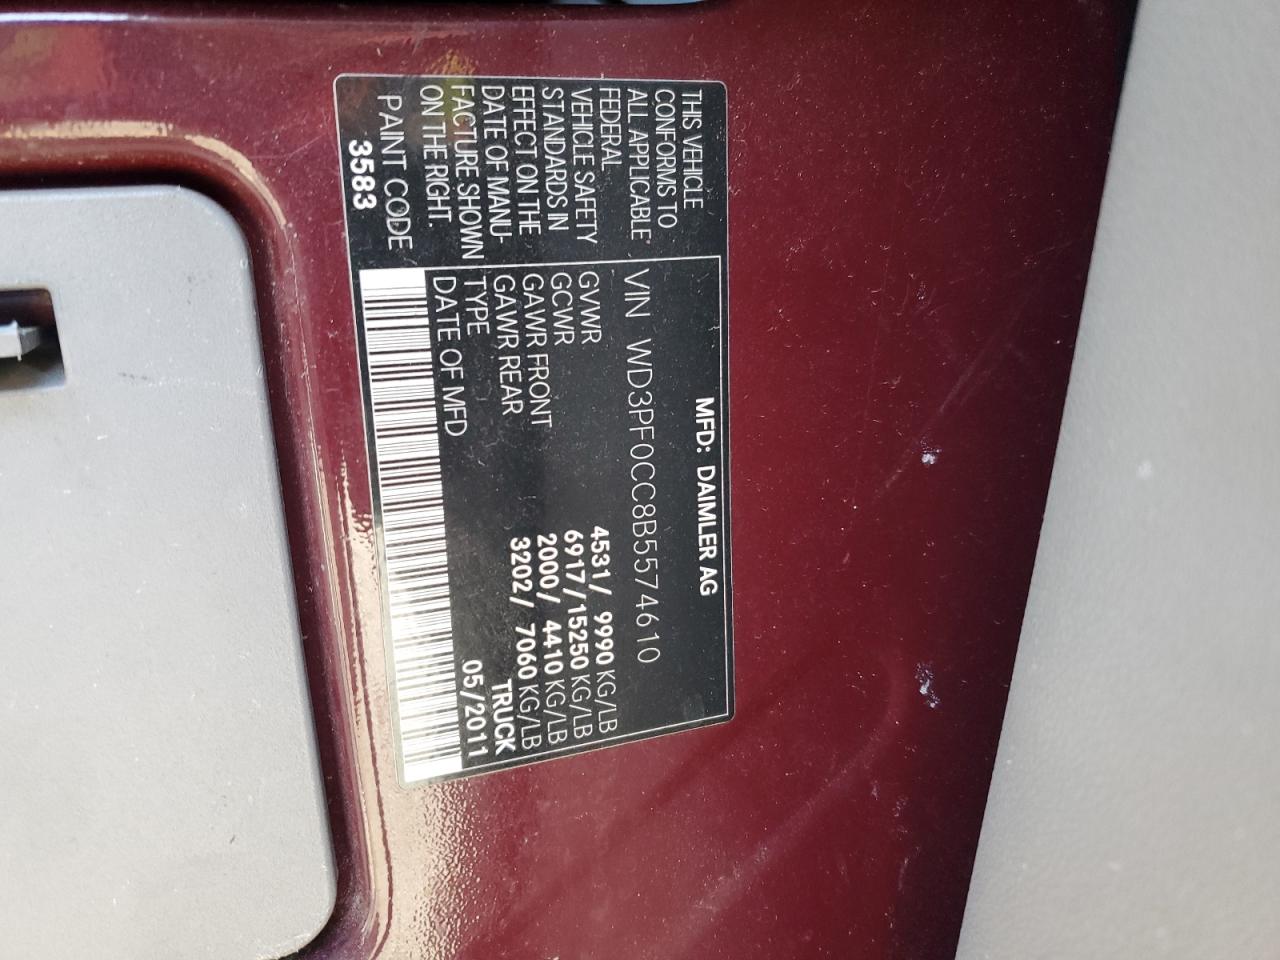 MFD: DAIMLER AG
THIS VEHICLE
CONFORMS TO
ALL APPLICABLE
FEDERAL
VEHICLE SAFETY
STANDARDS IN
EFFECT ON THE
DATE OF MANU-
FACTURE SHOWN
ON THE RIGHT.
PAINT CODE
3583
VIN WD3PF0CC8B5574610
GVWR 4531/ 9990 KG/LB
GCWR 6917/15250 KG/LB
GAWR FRONT 2000/ 4410 KG/LB
GAWR REAR 3202/ 7060 KG/LB
TYPE TRUCK
DATE OF MFD 05/2011